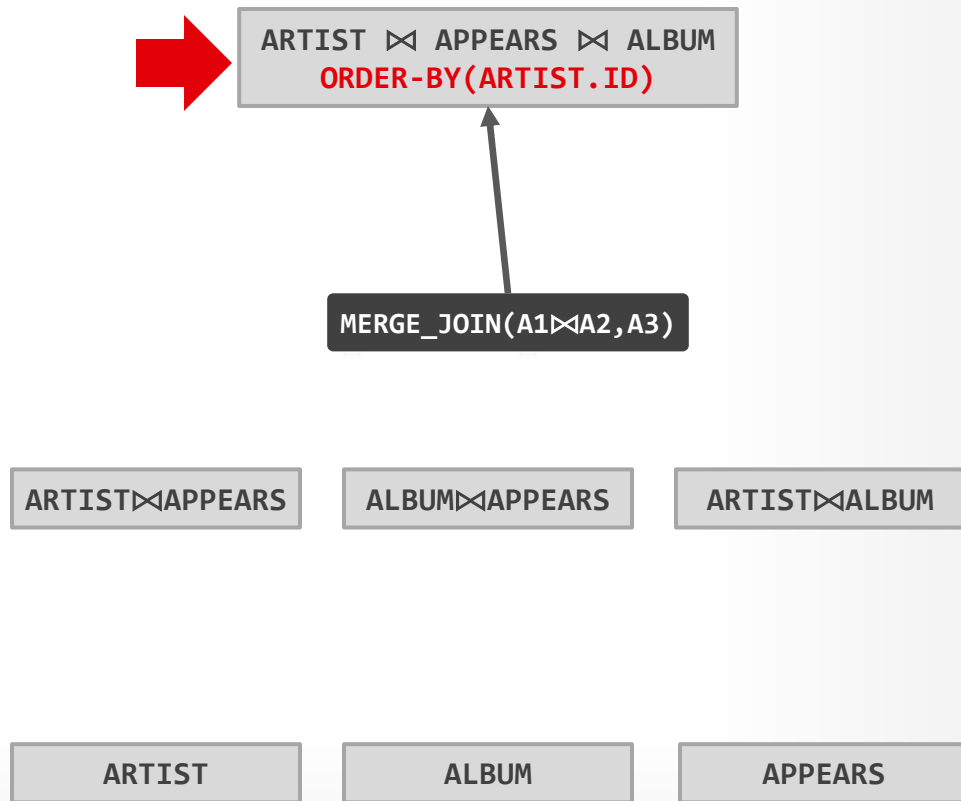 ARTIST ⨝ APPEARS ⨝ ALBUM
ORDER-BY(ARTIST.ID)
MERGE_JOIN(A1⨝A2,A3)
ARTIST⨝APPEARS
ALBUM⨝APPEARS
ARTIST⨝ALBUM
ARTIST
ALBUM
APPEARS